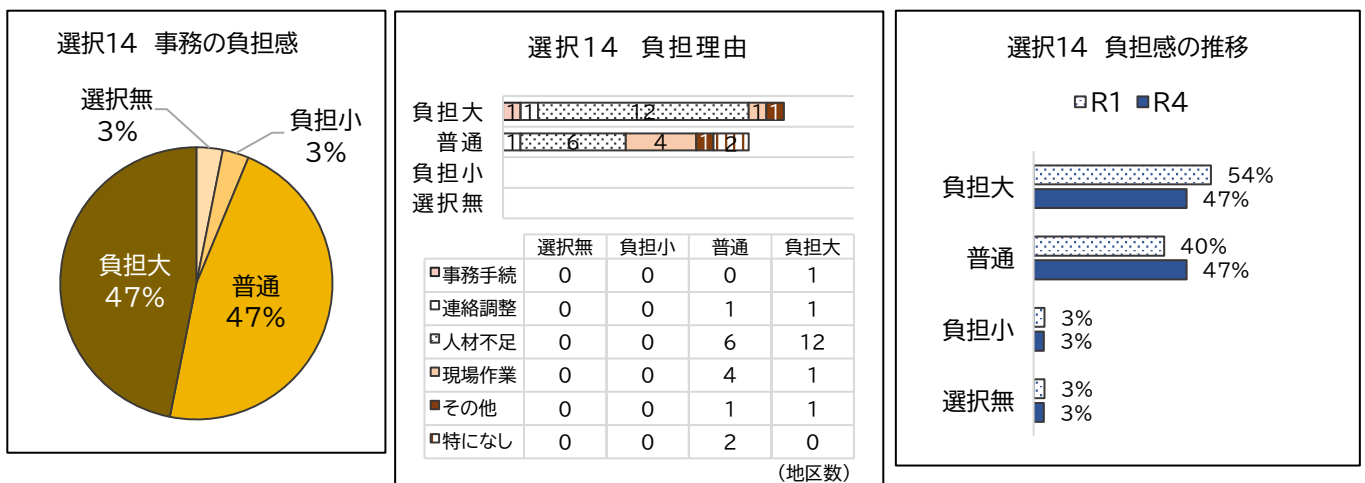 選択14 事務の負担感
選択無
3%
負担小
3%
負担大
47%
普通
47%
選択14 負担理由
負担大 1 1 12 1 1
普通 1 6 4 1 2
負担小
選択無
選択無 負担小 普通 負担大
事務手続 0 0 0 1
連絡調整 0 0 1 1
人材不足 0 0 6 12
現場作業 0 0 4 1
その他 0 0 1 1
特になし 0 0 2 0
（地区数）
選択14 負担感の推移
R1 R4
負担大 54%
47%
普通 40%
47%
負担小 3%
3%
選択無 3%
3%